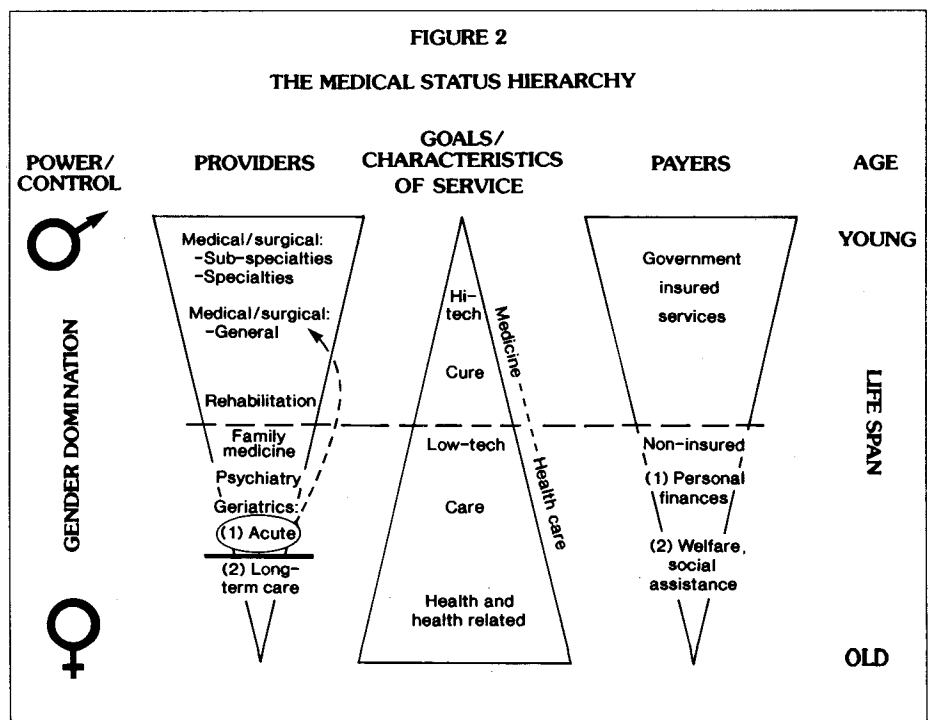 FIGURE 2
THE MEDICAL STATUS HIERARCHY
POWER/
CONTROL
PROVIDERS
GOALS/
CHARACTERISTICS
OF SERVICE
PAYERS
AGE
GENDER DOMINATION
Medical/surgical:
-Sub-specialties
-Specialties
Medical/surgical:
-General
Rehabilitation
Family
medicine
Psychiatry
Geriatrics:
(1) Acute
(2) Long-
term care
Hi-
tech
Cure
Low-tech
Care
Health and
health related
Medicine --- Health care
Government
insured
services
Non-insured
(1) Personal
finances
(2) Welfare,
social
assistance
YOUNG
LIFE SPAN
OLD